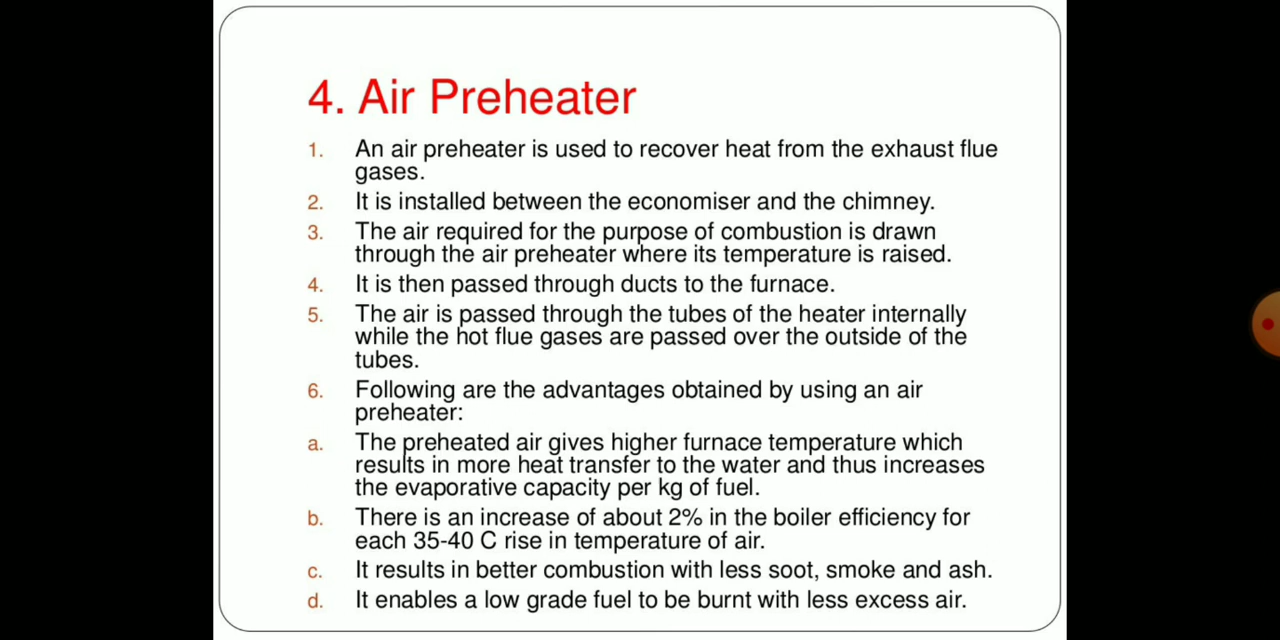 4. Air Preheater
1. An air preheater is used to recover heat from the exhaust flue
gases.
2. It is installed between the economiser and the chimney.
3. The air required for the purpose of combustion is drawn
through the air preheater where its temperature is raised.
4. It is then passed through ducts to the furnace.
5. The air is passed through the tubes of the heater internally
while the hot flue gases are passed over the outside of the
tubes.
6. Following are the advantages obtained by using an air
preheater:
a. The preheated air gives higher furnace temperature which
results in more heat transfer to the water and thus increases
the evaporative capacity per kg of fuel.
b. There is an increase of about 2% in the boiler efficiency for
each 35-40 C rise in temperature of air.
c. It results in better combustion with less soot, smoke and ash.
d. It enables a low grade fuel to be burnt with less excess air.